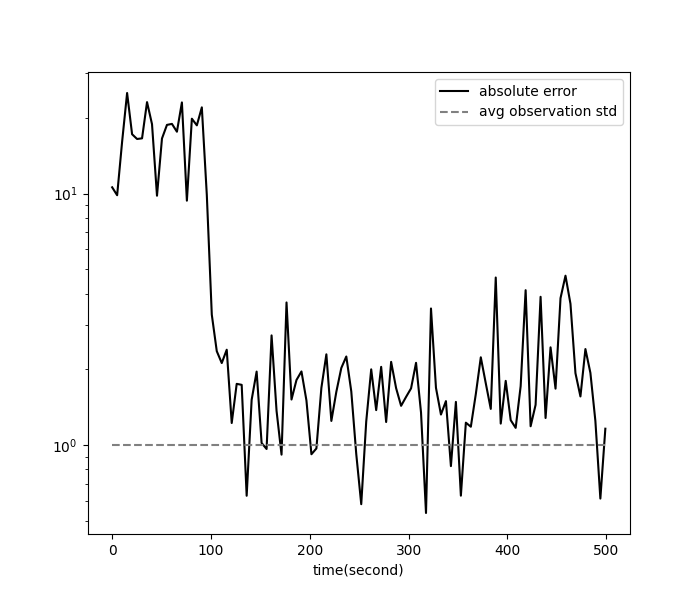 absolute error
avg observation std
10¹
10⁰
0 100 200 300 400 500
time(second)